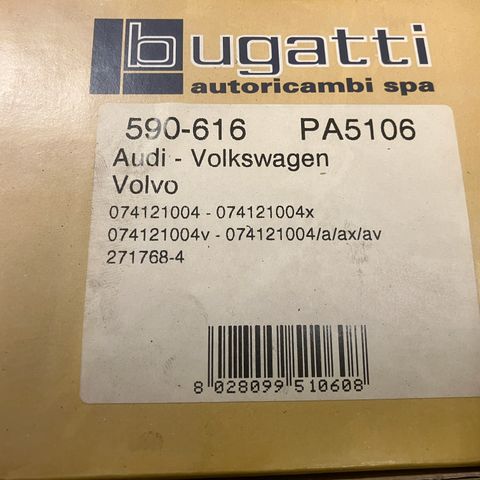 bugatti
autoricambi spa
590-616 PA5106
Audi - Volkswagen
Volvo
074121004 - 074121004x
074121004v - 074121004/a/ax/av
271768-4
8 028099 510608